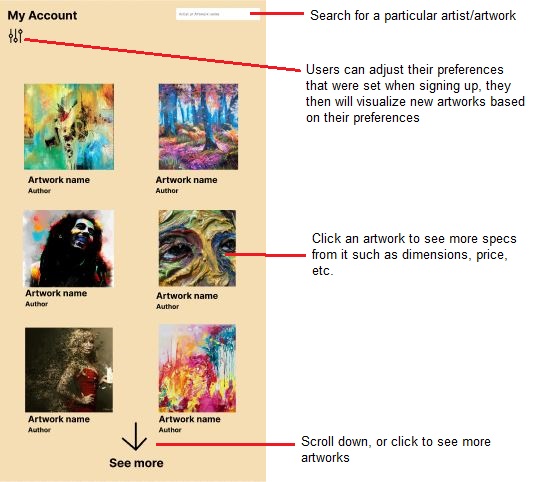 My Account
Artist or Artwork name
Search for a particular artist/artwork
Users can adjust their preferences
that were set when signing up, they
then will visualize new artworks based
on their preferences
Artwork name
Author
Artwork name
Author
Click an artwork to see more specs
from it such as dimensions, price,
etc.
Artwork name
Author
Artwork name
Author
Artwork name
Author
Artwork name
Author
See more
Scroll down, or click to see more
artworks